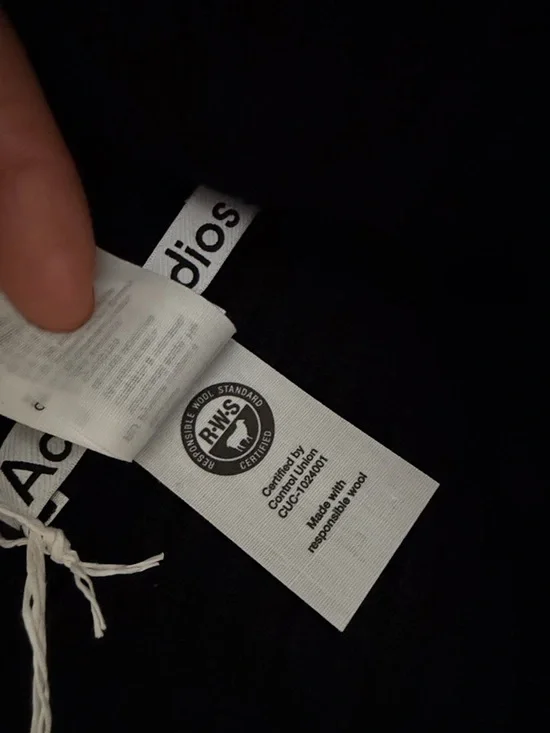 dios
Ac
RESPONSIBLE WOOL STANDARD
R·W·S
CERTIFIED
Certified by
Control Union
CUC-1024001
Made with
responsible wool